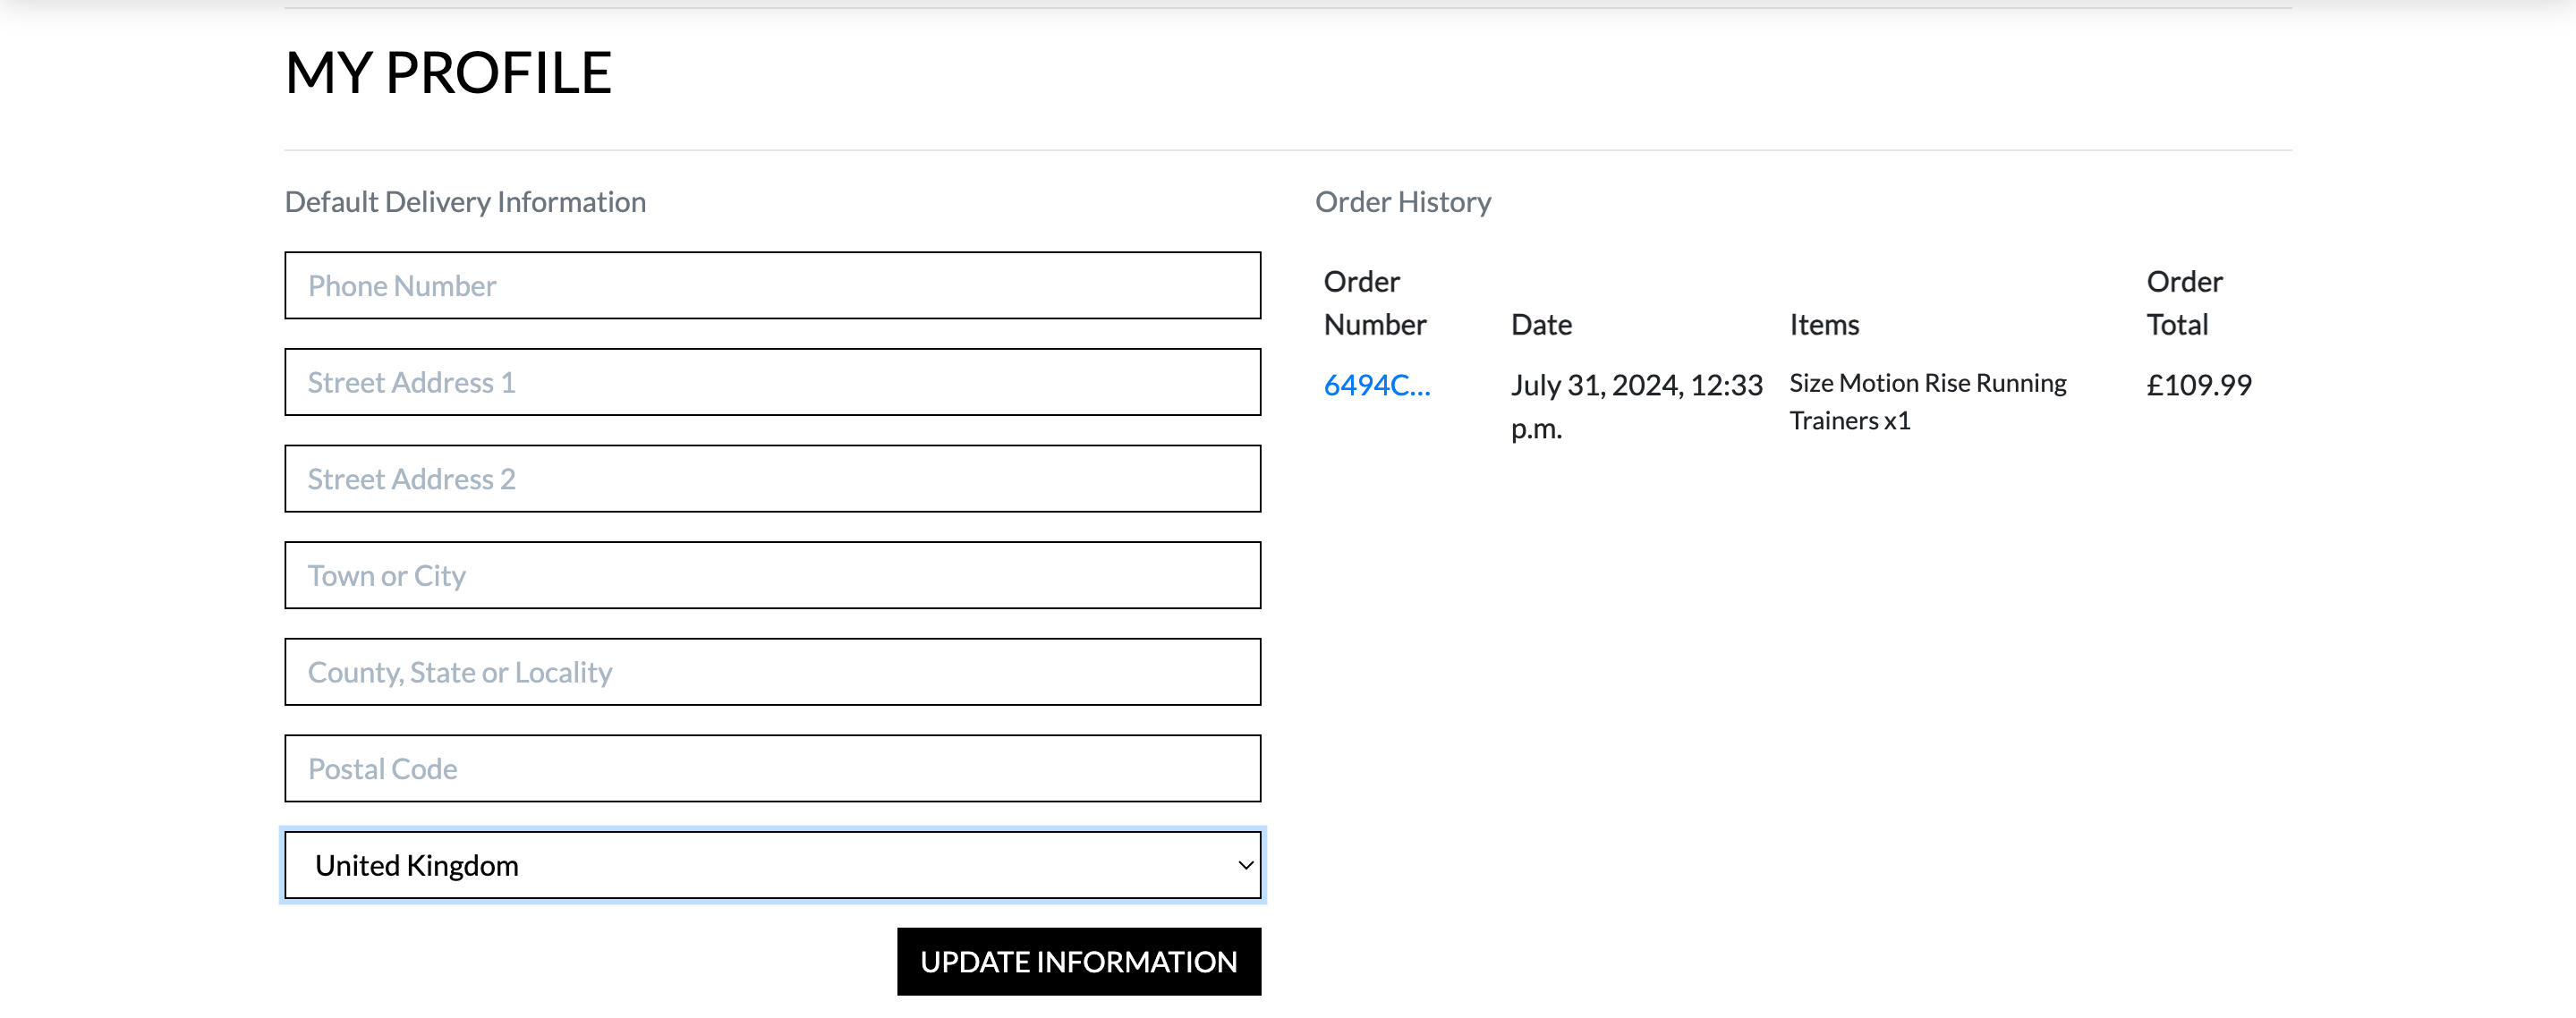 MY PROFILE
Default Delivery Information
Phone Number
Street Address 1
Street Address 2
Town or City
County, State or Locality
Postal Code
United Kingdom
UPDATE INFORMATION
Order History
Order Number Date Items Order Total
6494C... July 31, 2024, 12:33 p.m. Size Motion Rise Running Trainers x1 £109.99